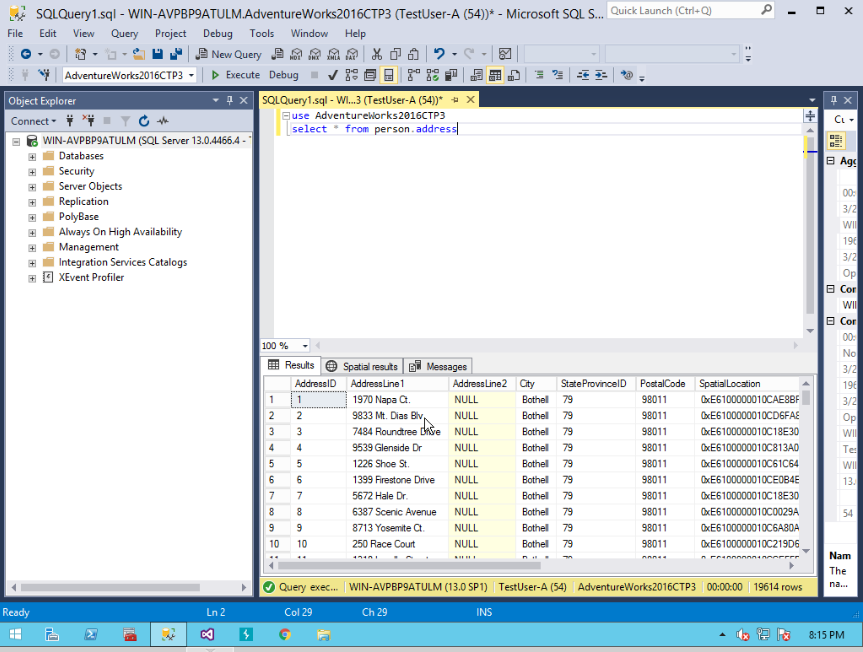 SQLQuery1.sql - WIN-AVPBP9ATULM.AdventureWorks2016CTP3 (TestUser-A (54))* - Microsoft SQL S...
Quick Launch (Ctrl+Q)
File Edit View Query Project Debug Tools Window Help
New Query
AdventureWorks2016CTP3 Execute Debug
Object Explorer
Connect
WIN-AVPBP9ATULM (SQL Server 13.0.4466.4 -
Databases
Security
Server Objects
Replication
PolyBase
Always On High Availability
Management
Integration Services Catalogs
XEvent Profiler
SQLQuery1.sql - WI...3 (TestUser-A (54))*
use AdventureWorks2016CTP3
select * from person.address
100 %
Results Spatial results Messages
AddressID AddressLine1 AddressLine2 City StateProvinceID PostalCode SpatialLocation
1 1 1970 Napa Ct. NULL Bothell 79 98011 0xE6100000010CAE8BF
2 2 9833 Mt. Dias Blv. NULL Bothell 79 98011 0xE6100000010CD6FA8
3 3 7484 Roundtree Drive NULL Bothell 79 98011 0xE6100000010C18E30
4 4 9539 Glenside Dr NULL Bothell 79 98011 0xE6100000010C813A0
5 5 1226 Shoe St. NULL Bothell 79 98011 0xE6100000010C61C64
6 6 1399 Firestone Drive NULL Bothell 79 98011 0xE6100000010CE0B4E
7 7 5672 Hale Dr. NULL Bothell 79 98011 0xE6100000010C18E30
8 8 6387 Scenic Avenue NULL Bothell 79 98011 0xE6100000010C0029A
9 9 8713 Yosemite Ct. NULL Bothell 79 98011 0xE6100000010C6A80A
10 10 250 Race Court NULL Bothell 79 98011 0xE6100000010C219D6
Query exec... WIN-AVPBP9ATULM (13.0 SP1) TestUser-A (54) AdventureWorks2016CTP3 00:00:00 19614 rows
Agg
00:
3/2
WI
196
3/2
Op
Con
WI
Con
00:
No
3/2
196
3/2
Op
WI
Tes
WI
13.
54
Nam
The
na...
Ready Ln 2 Col 29 Ch 29 INS
8:15 PM